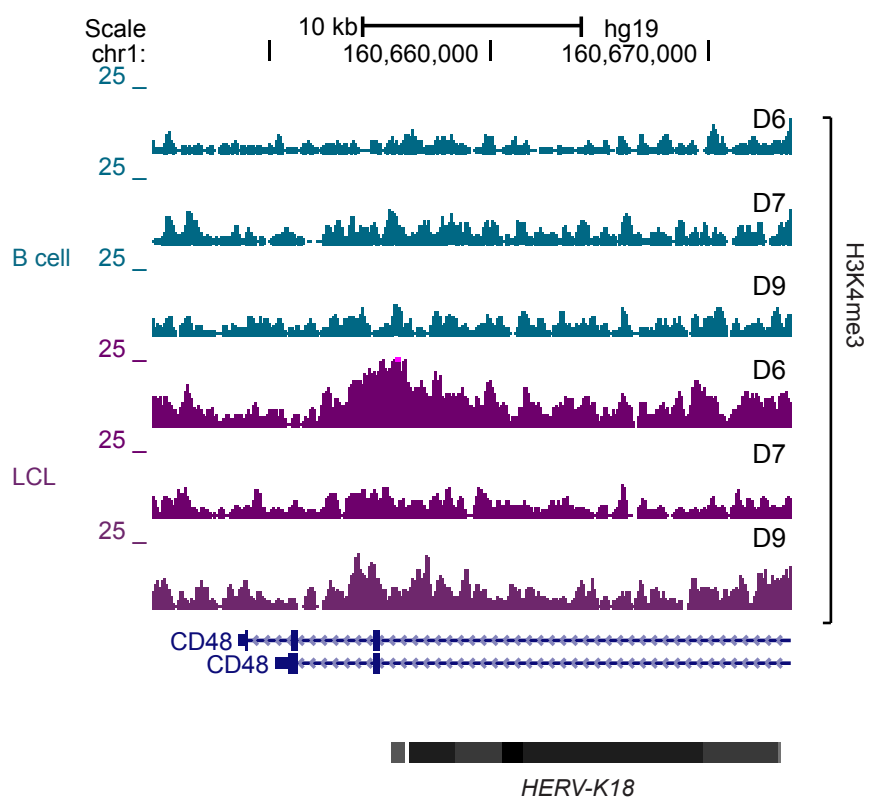 Scale 10 kb hg19
chr1: 160,660,000 160,670,000
25 _
D6
25 _
D7
B cell
25 _
D9
H3K4me3
25 _
D6
25 _
D7
LCL
25 _
D9
CD48
CD48
HERV-K18